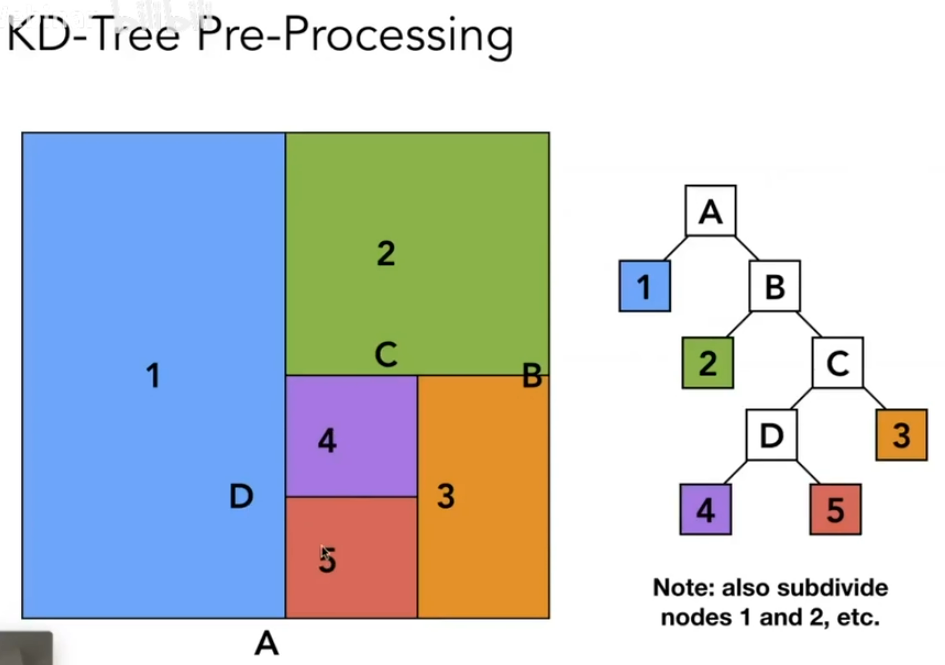 KD-Tree Pre-Processing
bilibili
2
A
1
B
C
1
B
2
C
4
D
3
D
3
4
5
5
Note: also subdivide
nodes 1 and 2, etc.
A